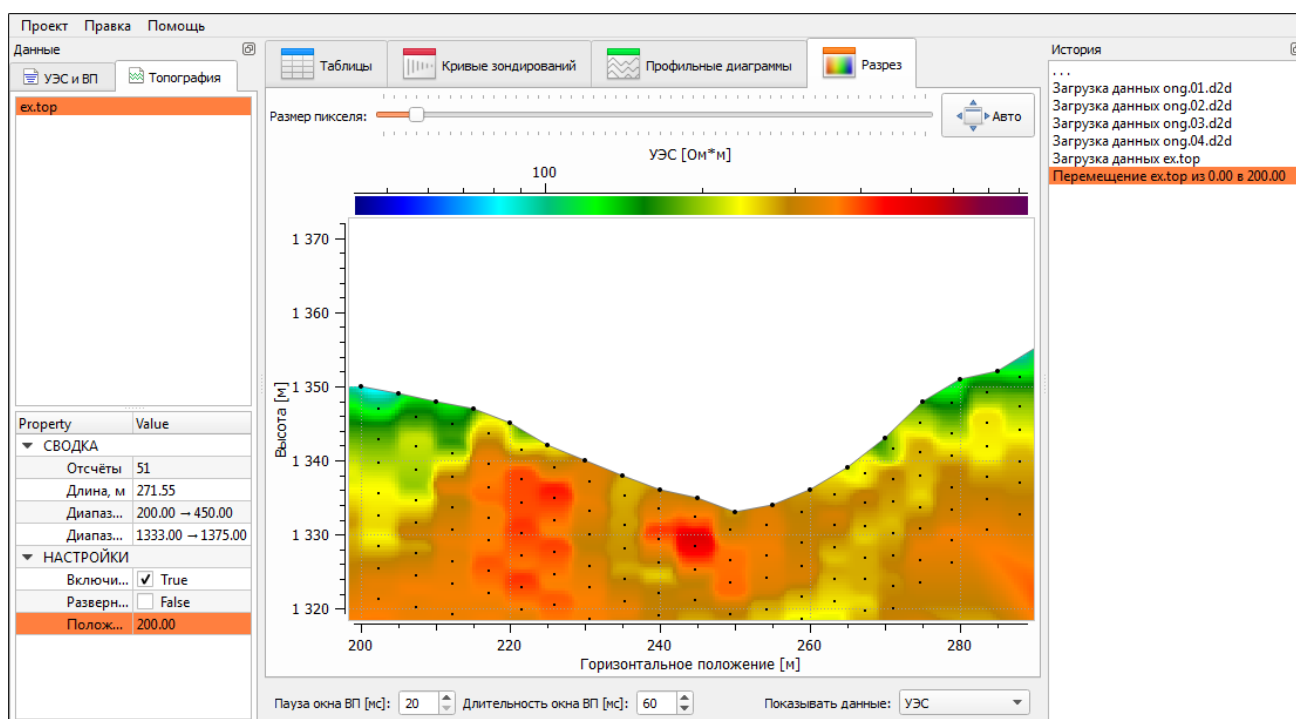 Проект Правка Помощь
Данные
УЭС и ВП Топография
ex.top
Property Value
СВОДКА
Отсчёты 51
Длина, м 271.55
Диапаз... 200.00 → 450.00
Диапаз... 1333.00 → 1375.00
НАСТРОЙКИ
Включи... True
Разверн... False
Полож... 200.00
Таблицы Кривые зондирований Профильные диаграммы Разрез
Размер пикселя: Авто
УЭС [Ом*м]
100
Высота [м]
1 370
1 360
1 350
1 340
1 330
1 320
200 220 240 260 280
Горизонтальное положение [м]
Пауза окна ВП [мс]: 20 Длительность окна ВП [мс]: 60 Показывать данные: УЭС
История
...
Загрузка данных ong.01.d2d
Загрузка данных ong.02.d2d
Загрузка данных ong.03.d2d
Загрузка данных ong.04.d2d
Загрузка данных ex.top
Перемещение ex.top из 0.00 в 200.00